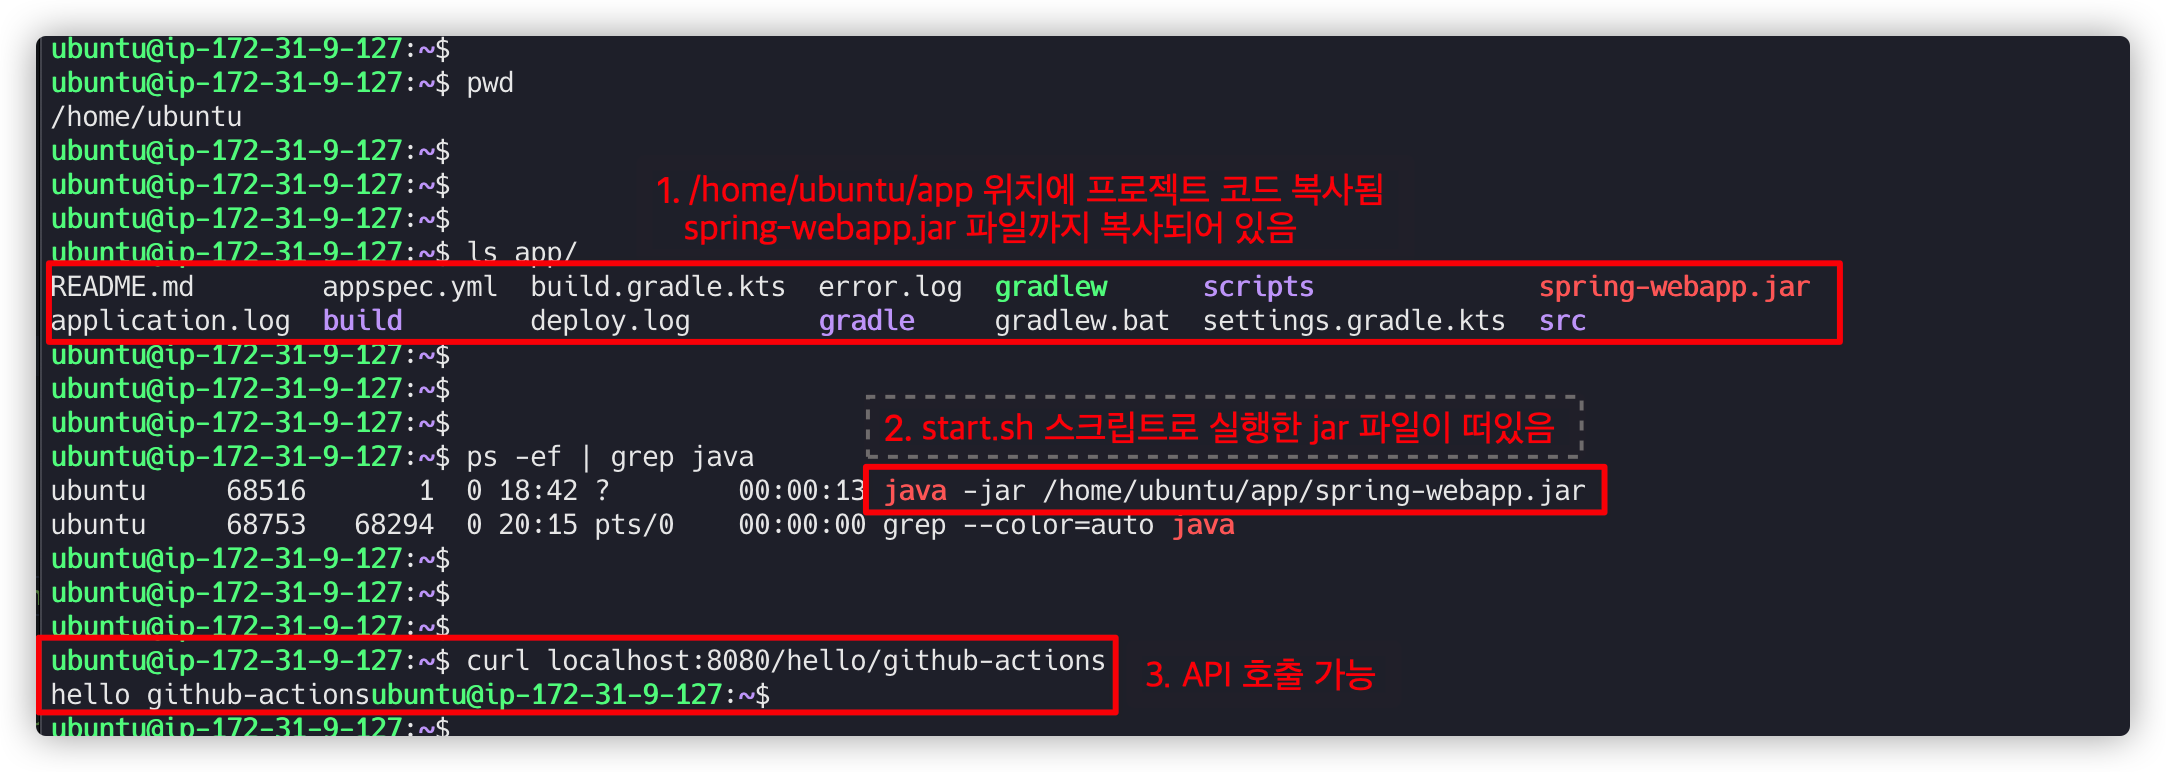 ubuntu@ip-172-31-9-127:~$
ubuntu@ip-172-31-9-127:~$ pwd
/home/ubuntu
ubuntu@ip-172-31-9-127:~$
ubuntu@ip-172-31-9-127:~$
1. /home/ubuntu/app 위치에 프로젝트 코드 복사됨
ubuntu@ip-172-31-9-127:~$
spring-webapp.jar 파일까지 복사되어 있음
ubuntu@ip-172-31-9-127:~$ ls app/
README.md appspec.yml build.gradle.kts error.log gradlew scripts spring-webapp.jar
application.log build deploy.log gradle gradlew.bat settings.gradle.kts src
ubuntu@ip-172-31-9-127:~$
ubuntu@ip-172-31-9-127:~$
ubuntu@ip-172-31-9-127:~$
2. start.sh 스크립트로 실행한 jar 파일이 떠있음
ubuntu@ip-172-31-9-127:~$ ps -ef | grep java
ubuntu 68516 1 0 18:42 ? 00:00:13 java -jar /home/ubuntu/app/spring-webapp.jar
ubuntu 68753 68294 0 20:15 pts/0 00:00:00 grep --color=auto java
ubuntu@ip-172-31-9-127:~$
ubuntu@ip-172-31-9-127:~$
ubuntu@ip-172-31-9-127:~$
ubuntu@ip-172-31-9-127:~$ curl localhost:8080/hello/github-actions
3. API 호출 가능
hello github-actionsubuntu@ip-172-31-9-127:~$
ubuntu@ip-172-31-9-127:~$